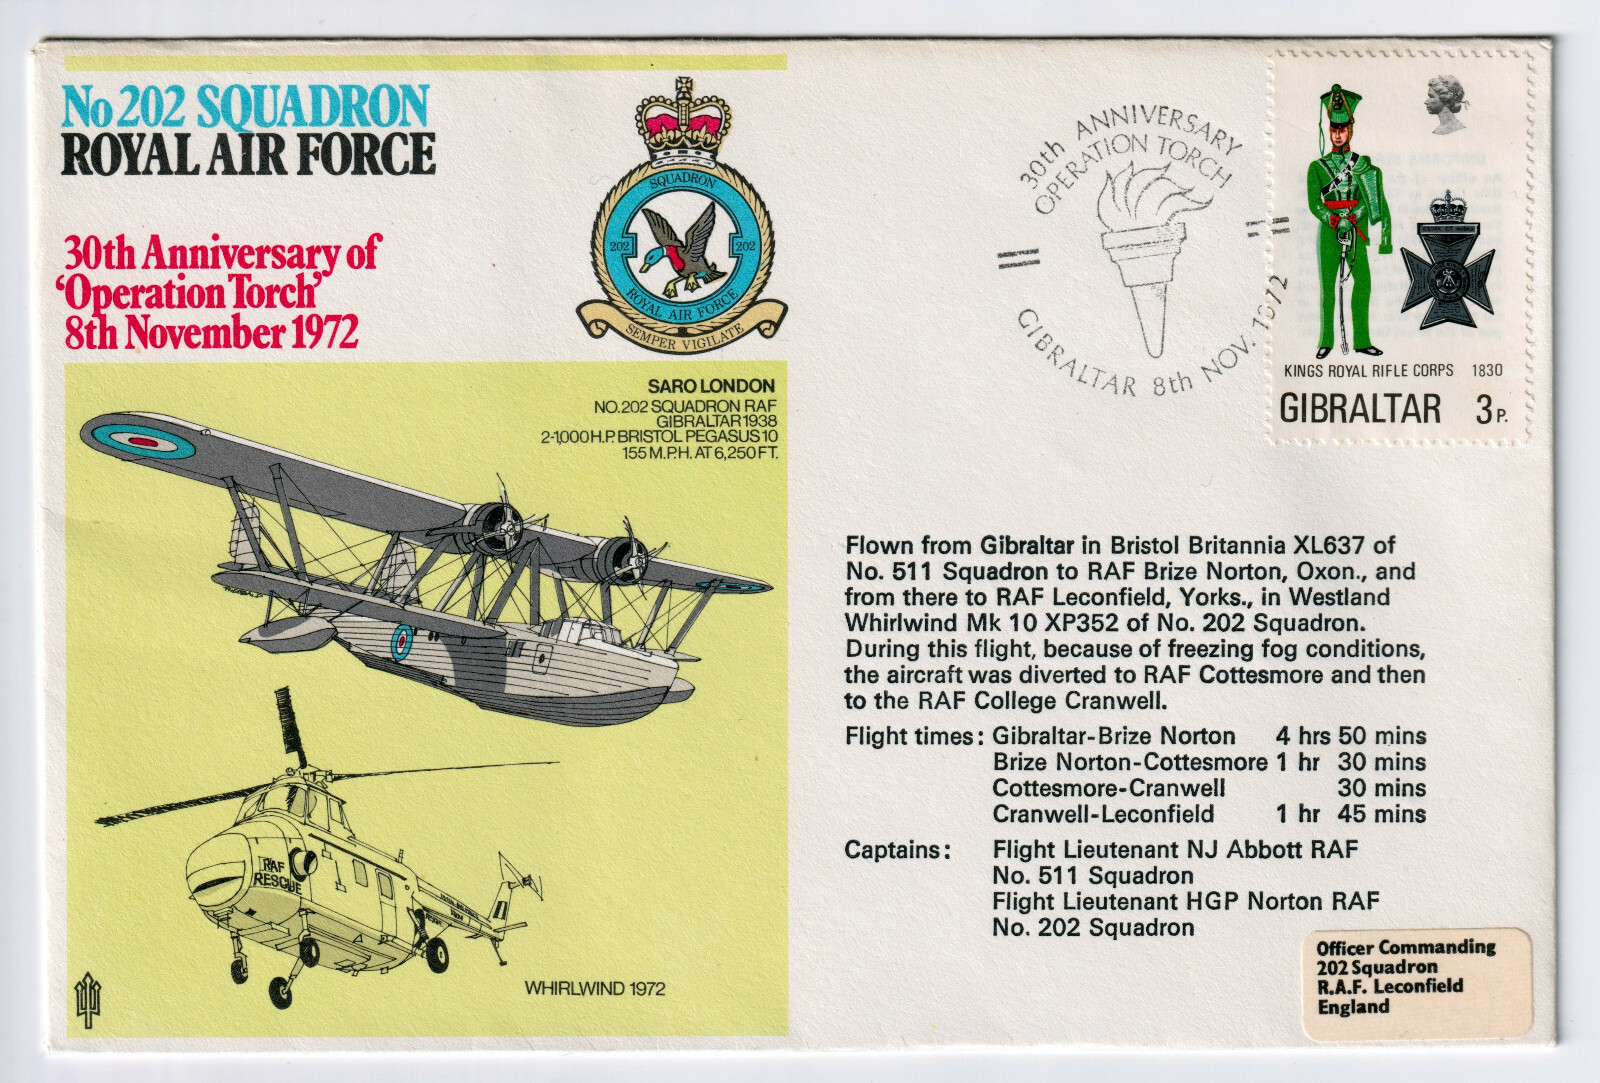 No 202 SQUADRON
ROYAL AIR FORCE
30th Anniversary of
'Operation Torch'
8th November 1972
SQUADRON
202
202
ROYAL AIR FORCE
SEMPER VIGILATE
30th ANNIVERSARY
OPERATION TORCH
GIBRALTAR 8th NOV. 1972
KINGS ROYAL RIFLE CORPS 1830
GIBRALTAR 3P.
SARO LONDON
NO.202 SQUADRON RAF
GIBRALTAR 1938
2-1,000 H.P. BRISTOL PEGASUS 10
155 M.P.H. AT 6,250 FT.
RAF
RESCUE
WHIRLWIND 1972
Flown from Gibraltar in Bristol Britannia XL637 of
No. 511 Squadron to RAF Brize Norton, Oxon., and
from there to RAF Leconfield, Yorks., in Westland
Whirlwind Mk 10 XP352 of No. 202 Squadron.
During this flight, because of freezing fog conditions,
the aircraft was diverted to RAF Cottesmore and then
to the RAF College Cranwell.
Flight times: Gibraltar-Brize Norton 4 hrs 50 mins
Brize Norton-Cottesmore 1 hr 30 mins
Cottesmore-Cranwell 30 mins
Cranwell-Leconfield 1 hr 45 mins
Captains: Flight Lieutenant NJ Abbott RAF
No. 511 Squadron
Flight Lieutenant HGP Norton RAF
No. 202 Squadron
Officer Commanding
202 Squadron
R.A.F. Leconfield
England